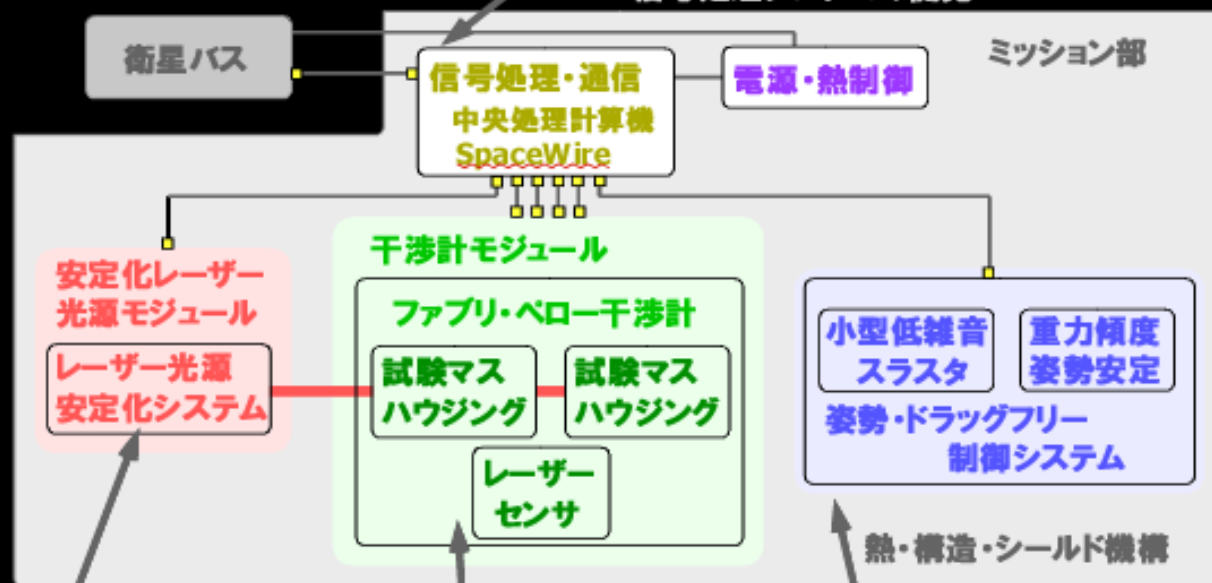 衛星バス
信号処理・通信
中央処理計算機
SpaceWire
電源・熱制御
ミッション部
安定化レーザー
光源モジュール
レーザー光源
安定化システム
干渉計モジュール
ファブリ・ペロー干渉計
試験マス
ハウジング
試験マス
ハウジング
レーザー
センサ
小型低雑音
スラスタ
重力傾度
姿勢安定
姿勢・ドラッグフリー
制御システム
熱・構造・シールド機構